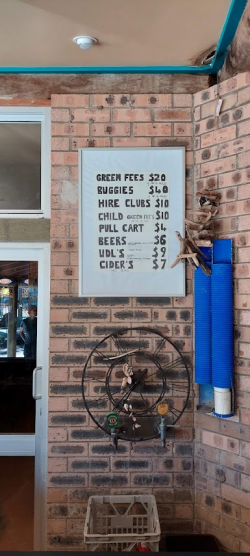 GREEN FEES $20
BUGGIES $40
HIRE CLUBS $10
CHILD GREEN FEES $10
PULL CART $4
BEERS $6
UDL'S $9
CIDER'S $7